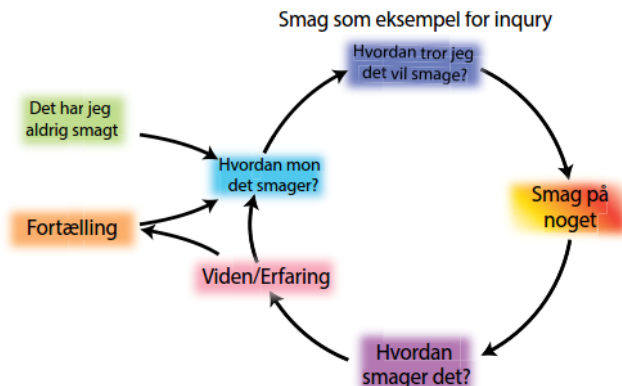 Smag som eksempel for inqury
Hvordan tror jeg
det vil smage?
Det har jeg
aldrig smagt
Hvordan mon
det smager?
Smag på
noget
Fortælling
Viden/Erfaring
Hvordan
smager det?